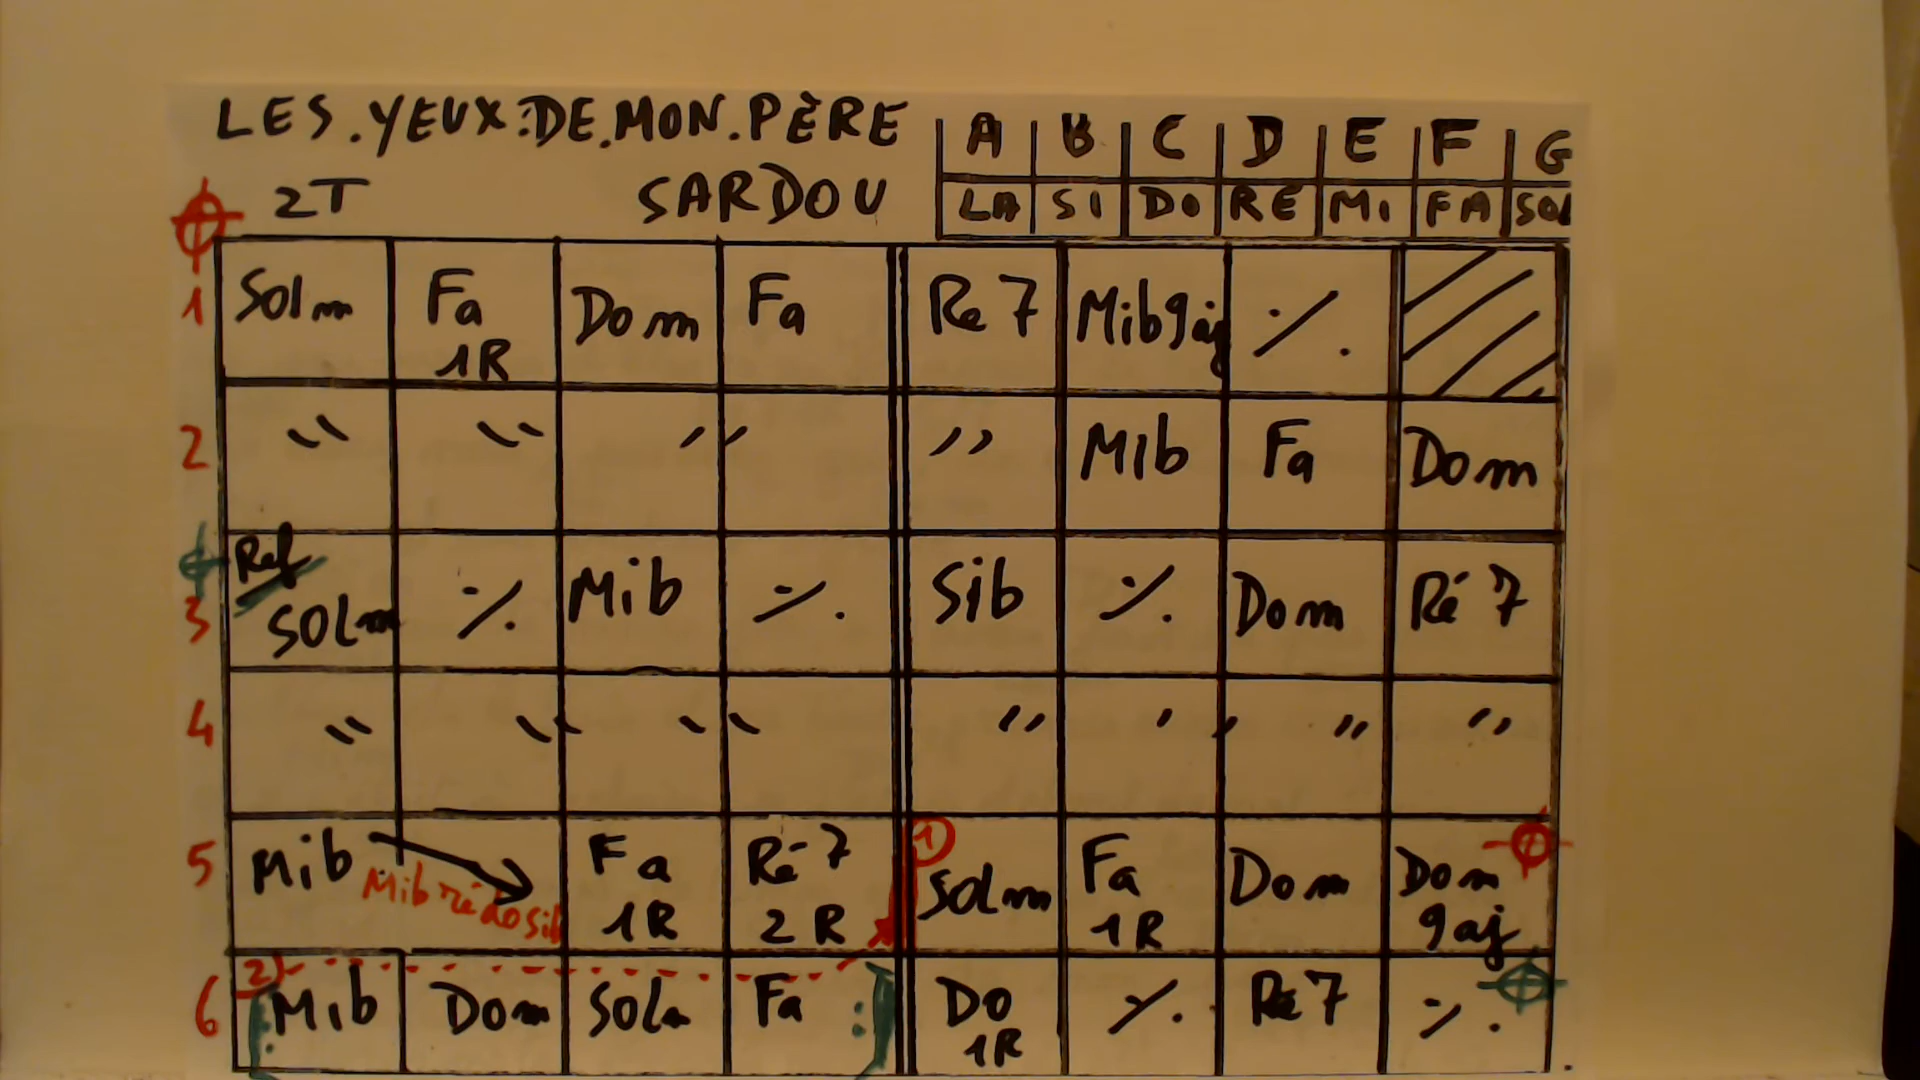 LES.YEUX.DE.MON.PÈRE
2T SARDOU
A B C D E F G
LA SI DO RÉ MI FA SOL
1 Solm Fa 1R Dom Fa Re7 Mib9aj ٪
2 " " " " Mib Fa Dom
3 Ref Solm ٪ Mib ٪ Sib ٪ Dom Ré7
4 " " " " " " "
5 Mib Mib ré do sib Fa 1R Ré7 2R 1 Solm Fa 1R Dom Dom 9aj
6 2 Mib Dom Solm Fa Do 1R ٪ Ré7 ٪